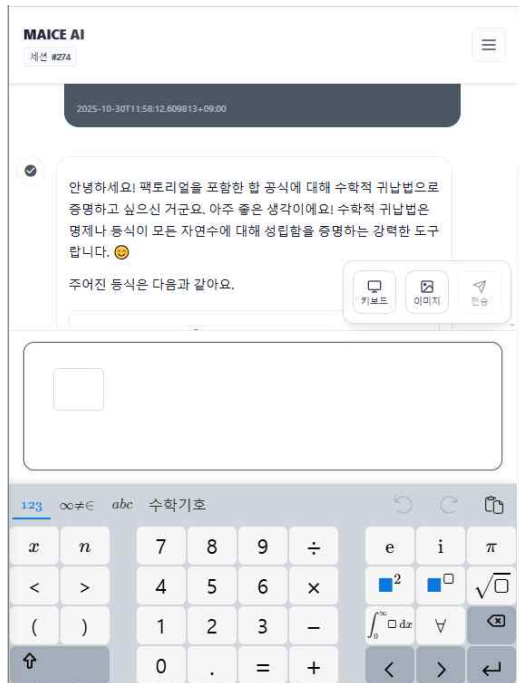 MAICE AI
세션 #274
2025-10-30T11:58:12.609813+09:00
안녕하세요! 팩토리얼을 포함한 합 공식에 대해 수학적 귀납법으로
증명하고 싶으신 거군요. 아주 좋은 생각이에요! 수학적 귀납법은
명제나 등식이 모든 자연수에 대해 성립함을 증명하는 강력한 도구
랍니다. 😊
주어진 등식은 다음과 같아요.
키보드 이미지 전송
123 ∞≠∈ abc 수학기호
x n 7 8 9 ÷ e i π
< > 4 5 6 × ■² ■^□ √□
( ) 1 2 3 − ∫₀^∞ □ dx ∀
0 . = +